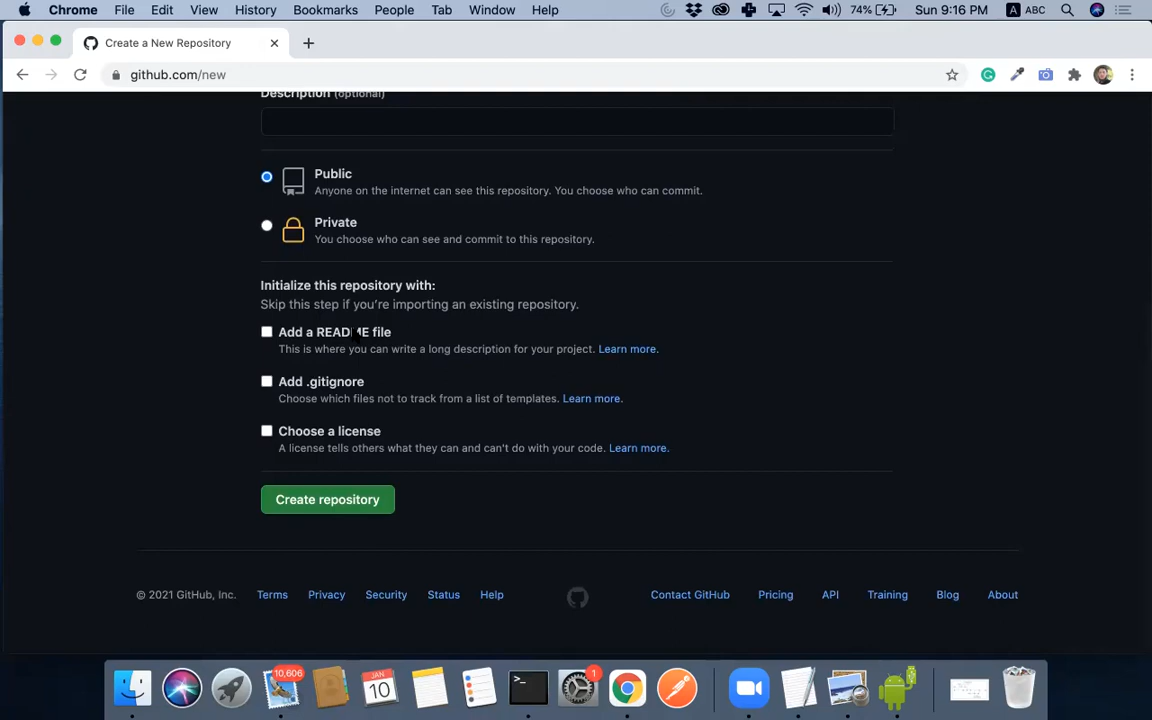 Chrome File Edit View History Bookmarks People Tab Window Help 74% Sun 9:16 PM A ABC
Create a New Repository
github.com/new
Description (optional)
Public
Anyone on the internet can see this repository. You choose who can commit.
Private
You choose who can see and commit to this repository.
Initialize this repository with:
Skip this step if you're importing an existing repository.
Add a README file
This is where you can write a long description for your project. Learn more.
Add .gitignore
Choose which files not to track from a list of templates. Learn more.
Choose a license
A license tells others what they can and can't do with your code. Learn more.
Create repository
© 2021 GitHub, Inc. Terms Privacy Security Status Help Contact GitHub Pricing API Training Blog About
10,606 JAN 10 >_ 1